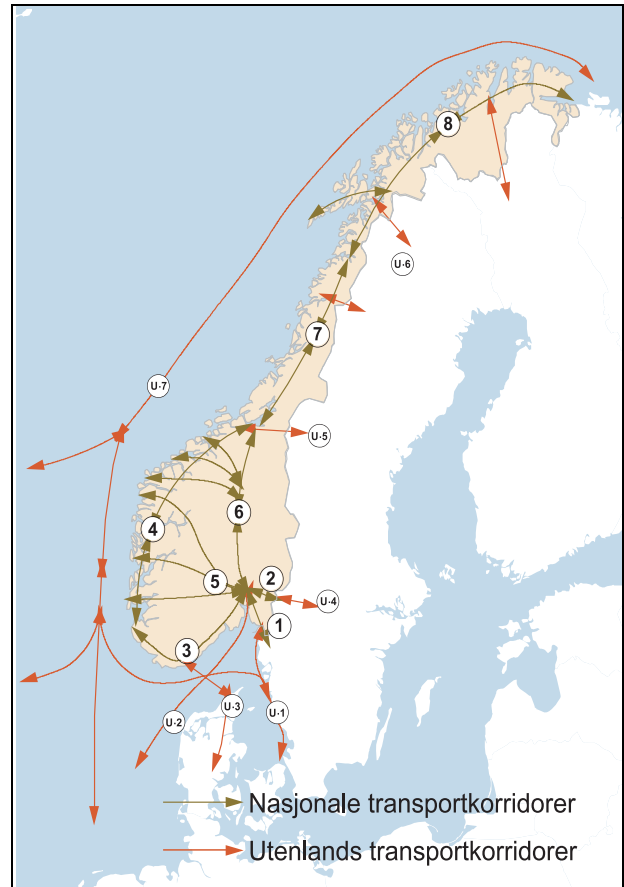 8
U-6
7
U-7
U-5
6
4
5
2
U-4
1
3
U-3
U-1
U-2
Nasjonale transportkorridorer
Utenlands transportkorridorer